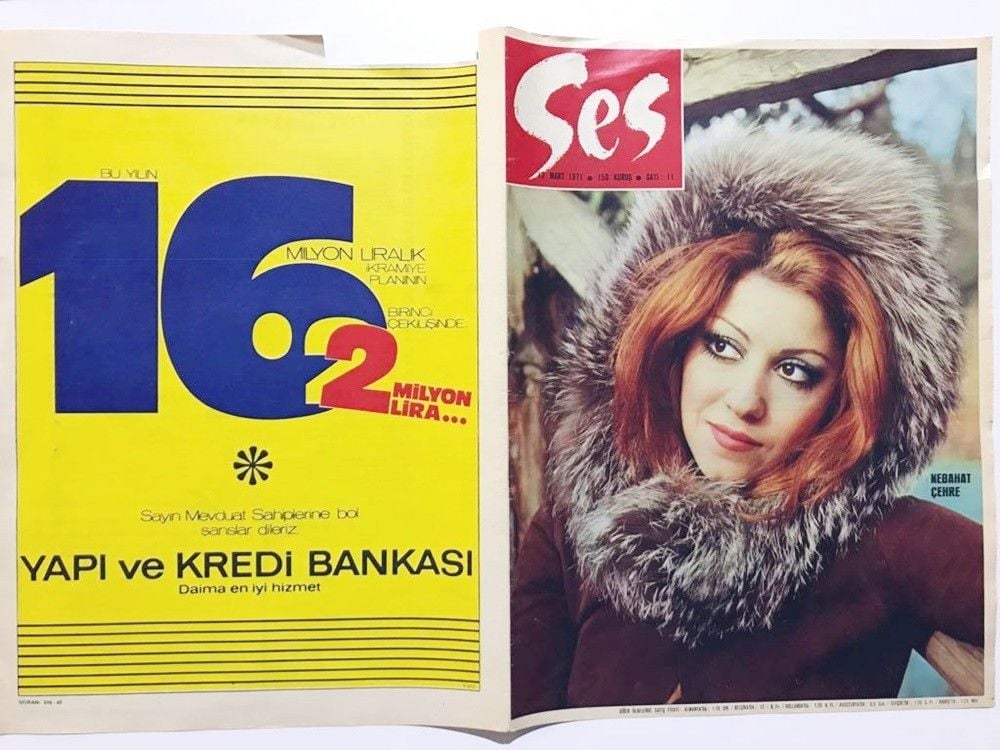 BU YILIN
16
MİLYON LİRALIK
İKRAMİYE
PLANININ
BİRİNCİ
ÇEKİLİŞİNDE:
2 MİLYON
LİRA...
Sayın Mevduat Sahiplerine bol
şanslar dileriz.
YAPI ve KREDİ BANKASI
Daima en iyi hizmet
Ses
MART 1971 • 150 KURUŞ • SAYI: 11
NEBAHAT
ÇEHRE